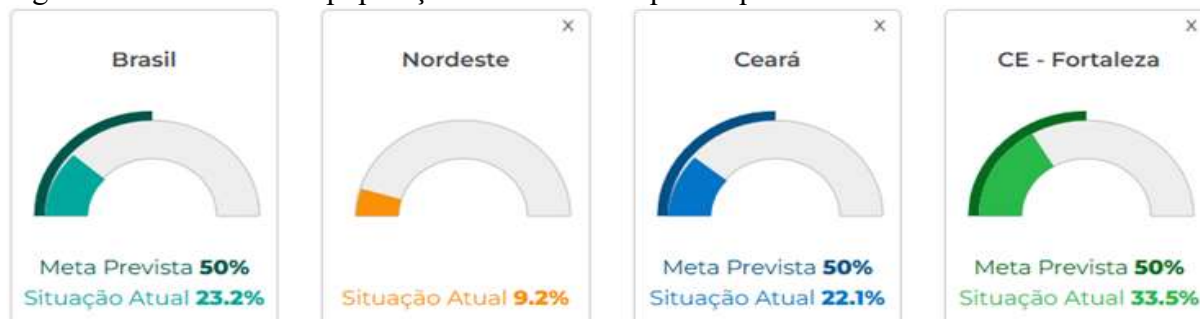 Brasil
Meta Prevista 50%
Situação Atual 23.2%
x
Nordeste
Situação Atual 9.2%
x
Ceará
Meta Prevista 50%
Situação Atual 22.1%
x
CE - Fortaleza
Meta Prevista 50%
Situação Atual 33.5%